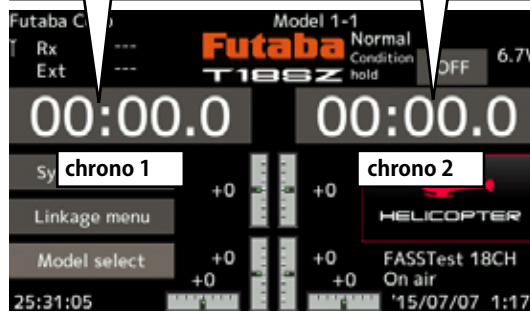 Futaba Model 1-1
Rx ---
Ext ---
Futaba
T18SZ
Normal
Condition
hold
OFF
6.7V
00:00.0
00:00.0
chrono 1
chrono 2
Sy
+0
+0
Linkage menu
HELICOPTER
Model select
+0
+0
FASSTest 18CH
+0
+0
On air
25:31:05
'15/07/07 1:17